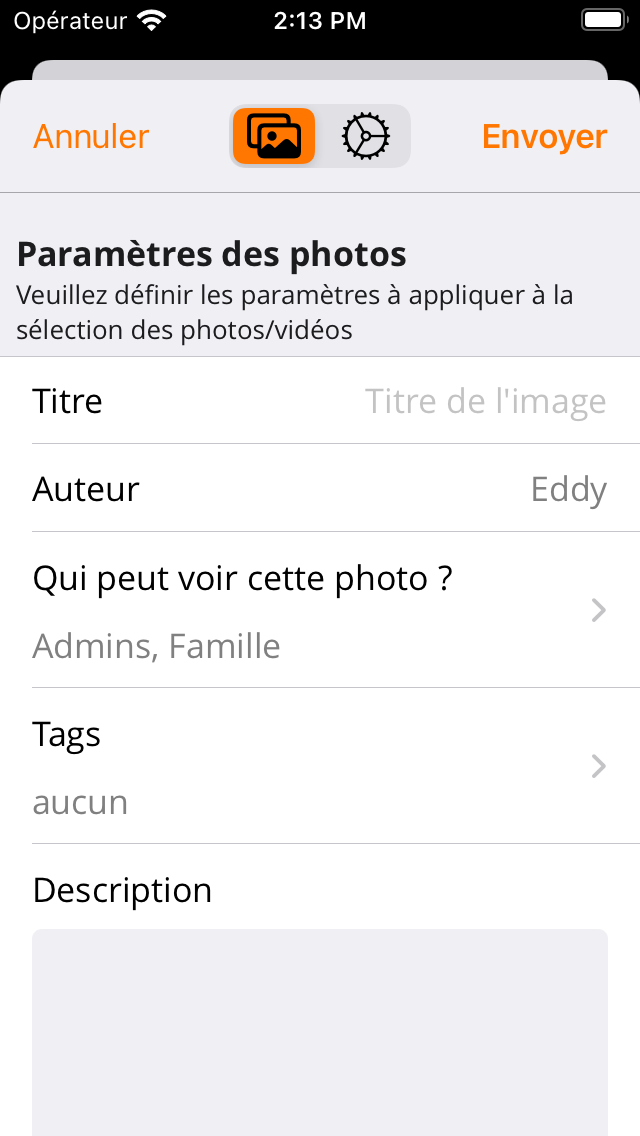 Opérateur 2:13 PM
Annuler Envoyer
Paramètres des photos
Veuillez définir les paramètres à appliquer à la
sélection des photos/vidéos
Titre Titre de l'image
Auteur Eddy
Qui peut voir cette photo ?
Admins, Famille
Tags
aucun
Description